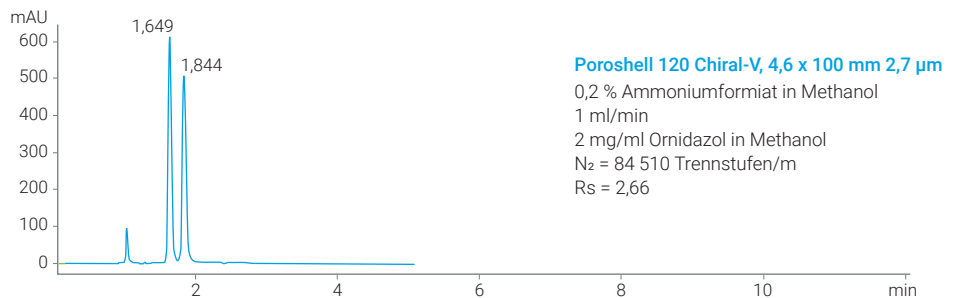 mAU
1,649
600
1,844
500
400
300
200
100
0
2
4
6
8
10
min
Poroshell 120 Chiral-V, 4,6 x 100 mm 2,7 µm
0,2 % Ammoniumformiat in Methanol
1 ml/min
2 mg/ml Ornidazol in Methanol
N₂ = 84 510 Trennstufen/m
Rs = 2,66